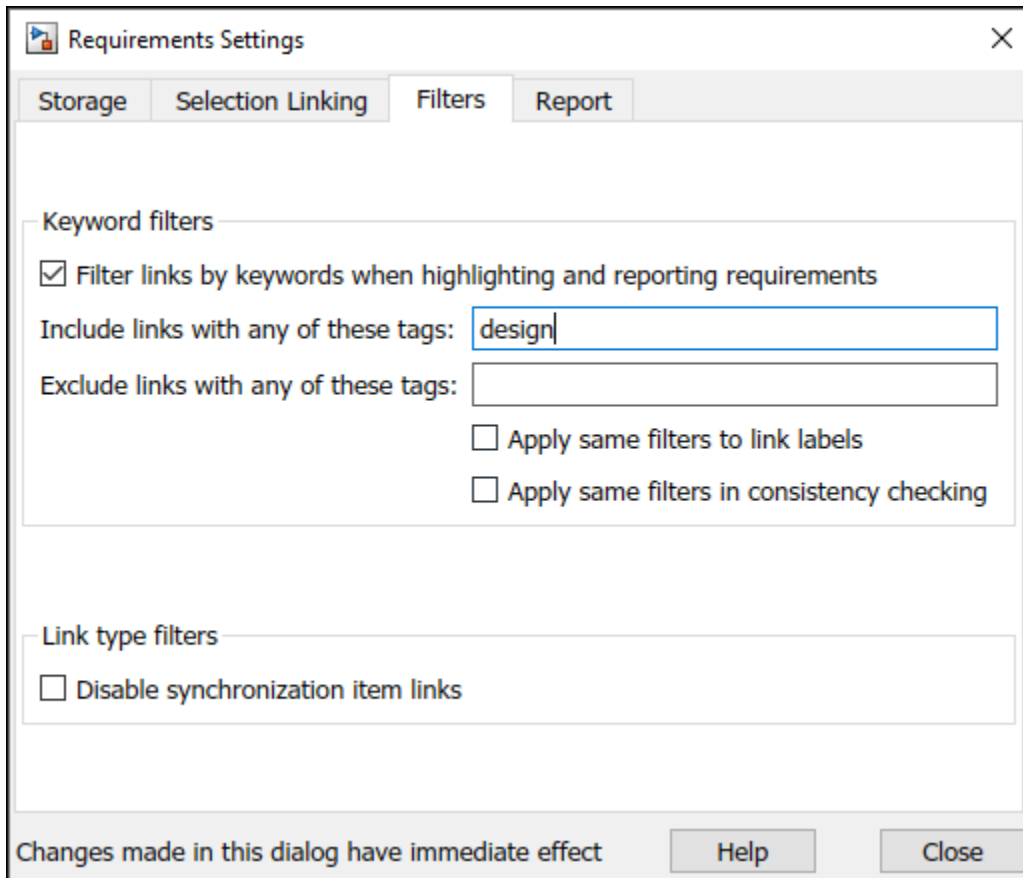 Requirements Settings
Storage Selection Linking Filters Report
Keyword filters
Filter links by keywords when highlighting and reporting requirements
Include links with any of these tags: design
Exclude links with any of these tags:
Apply same filters to link labels
Apply same filters in consistency checking
Link type filters
Disable synchronization item links
Changes made in this dialog have immediate effect Help Close